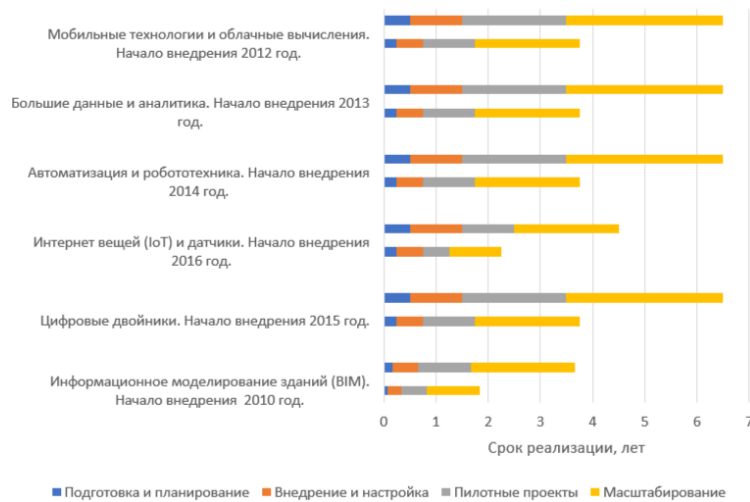 Мобильные технологии и облачные вычисления.
Начало внедрения 2012 год.
Большие данные и аналитика. Начало внедрения 2013
год.
Автоматизация и робототехника. Начало внедрения
2014 год.
Интернет вещей (IoT) и датчики. Начало внедрения
2016 год.
Цифровые двойники. Начало внедрения 2015 год.
Информационное моделирование зданий (BIM).
Начало внедрения  2010 год.
0 1 2 3 4 5 6 7
Срок реализации, лет
Подготовка и планирование Внедрение и настройка Пилотные проекты Масштабирование